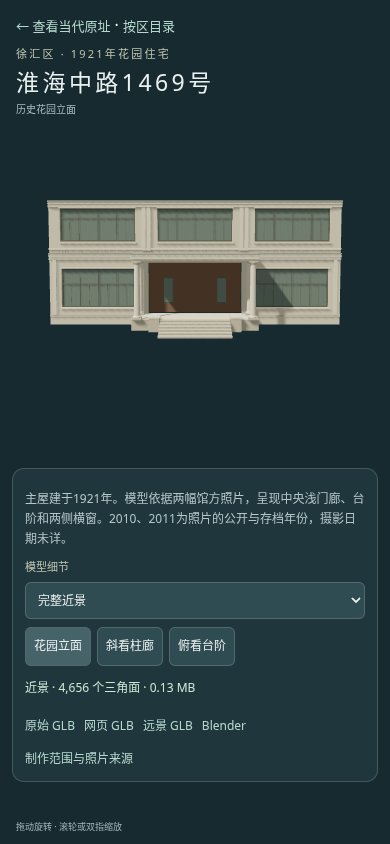 ← 查看当代原址 · 按区目录
徐汇区 · 1921年花园住宅
淮海中路1469号
历史花园立面
主屋建于1921年。模型依据两幅馆方照片，呈现中央浅门廊、台
阶和两侧横窗。2010、2011为照片的公开与存档年份，摄影日
期未详。
模型细节
完整近景
花园立面 斜看柱廊 俯看台阶
近景 · 4,656 个三角面 · 0.13 MB
原始 GLB 网页 GLB 远景 GLB Blender
制作范围与照片来源
拖动旋转 · 滚轮或双指缩放